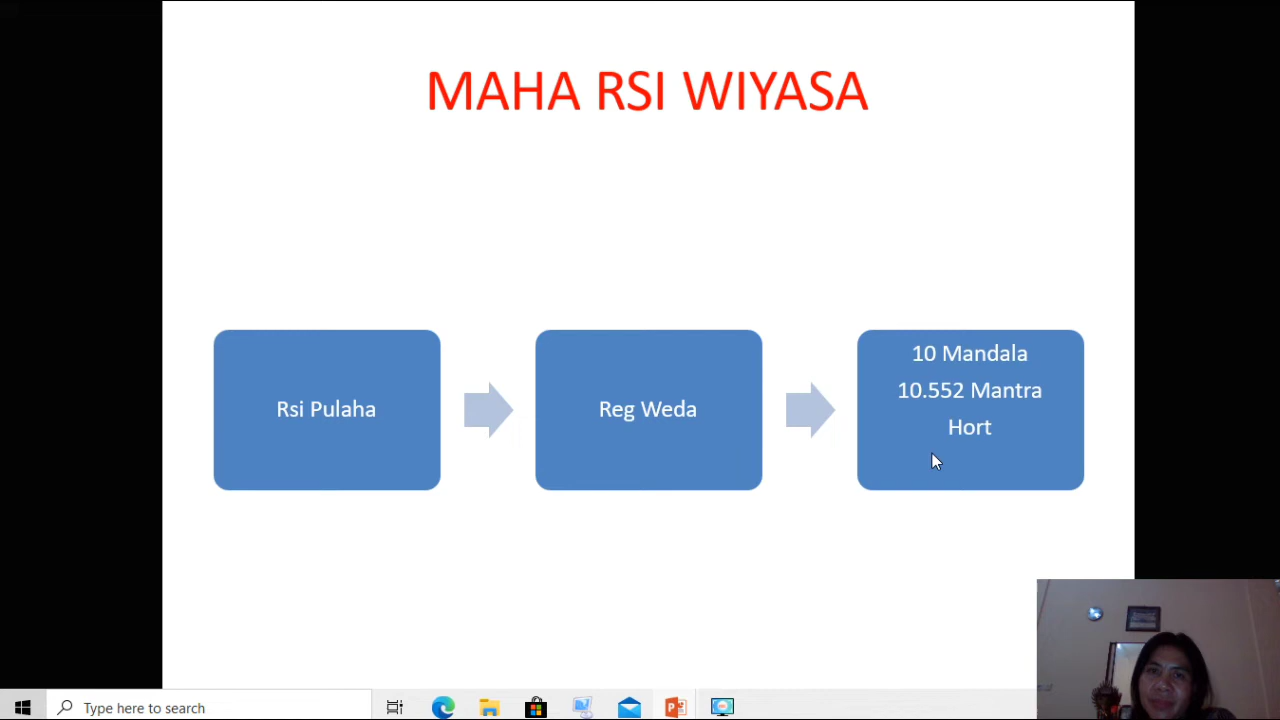 MAHA RSI WIYASA
Rsi Pulaha
Reg Weda
10 Mandala
10.552 Mantra
Hort
Type here to search